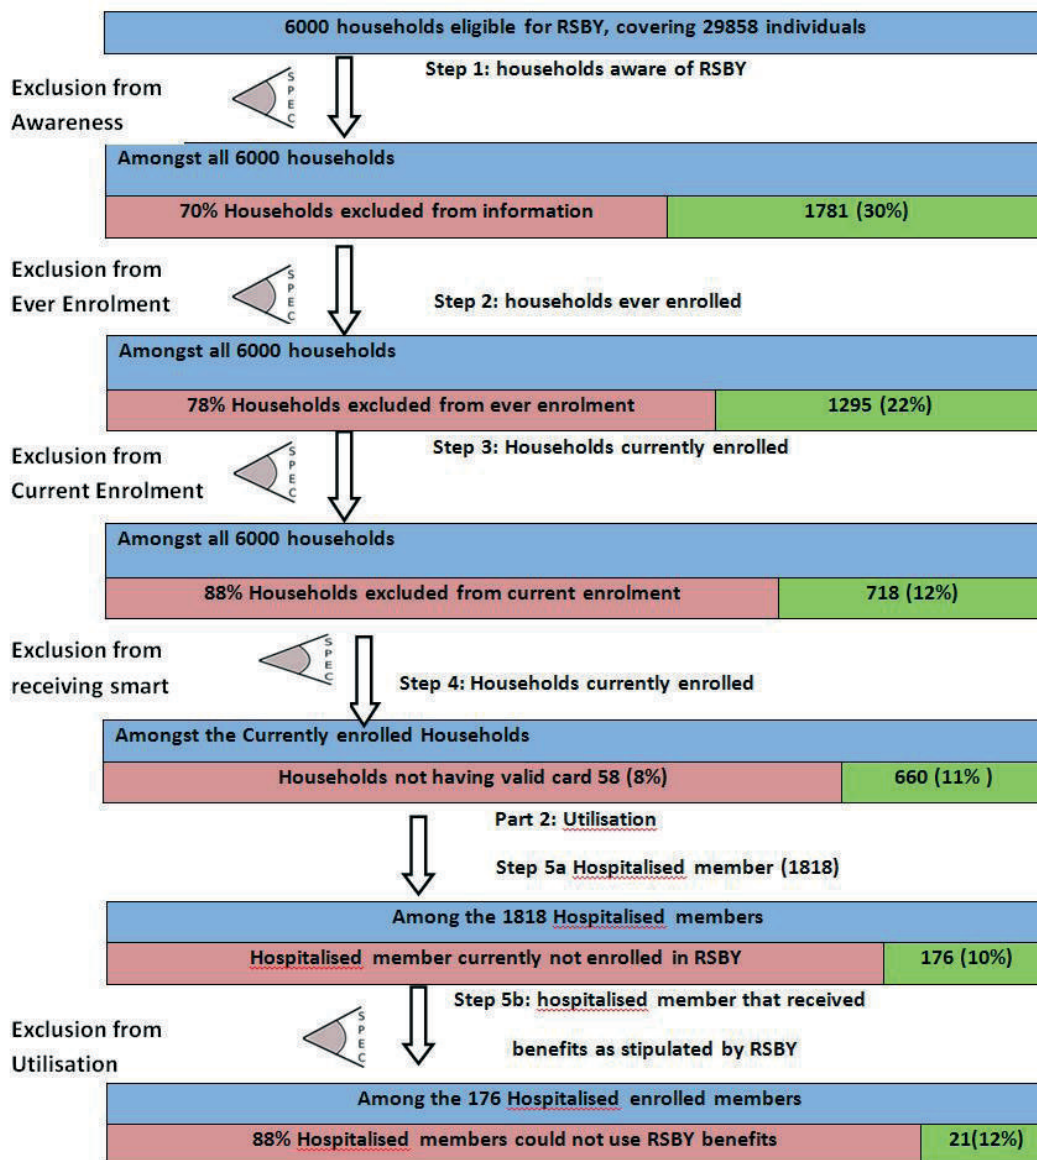 6000 households eligible for RSBY, covering 29858 individuals
Step 1: households aware of RSBY
Exclusion from
Awareness
S
P
E
C
Amongst all 6000 households
70% Households excluded from information
1781 (30%)
Exclusion from
Ever Enrolment
S
P
E
C
Step 2: households ever enrolled
Amongst all 6000 households
78% Households excluded from ever enrolment
1295 (22%)
Step 3: Households currently enrolled
Exclusion from
Current Enrolment
S
P
E
C
Amongst all 6000 households
88% Households excluded from current enrolment
718 (12%)
Exclusion from
receiving smart
S
P
E
C
Step 4: Households currently enrolled
Amongst the Currently enrolled Households
Households not having valid card 58 (8%)
660 (11% )
Part 2: Utilisation
Step 5a Hospitalised member (1818)
Among the 1818 Hospitalised members
Hospitalised member currently not enrolled in RSBY
176 (10%)
Step 5b: hospitalised member that received
benefits as stipulated by RSBY
Exclusion from
Utilisation
S
P
E
C
Among the 176 Hospitalised enrolled members
88% Hospitalised members could not use RSBY benefits
21(12%)